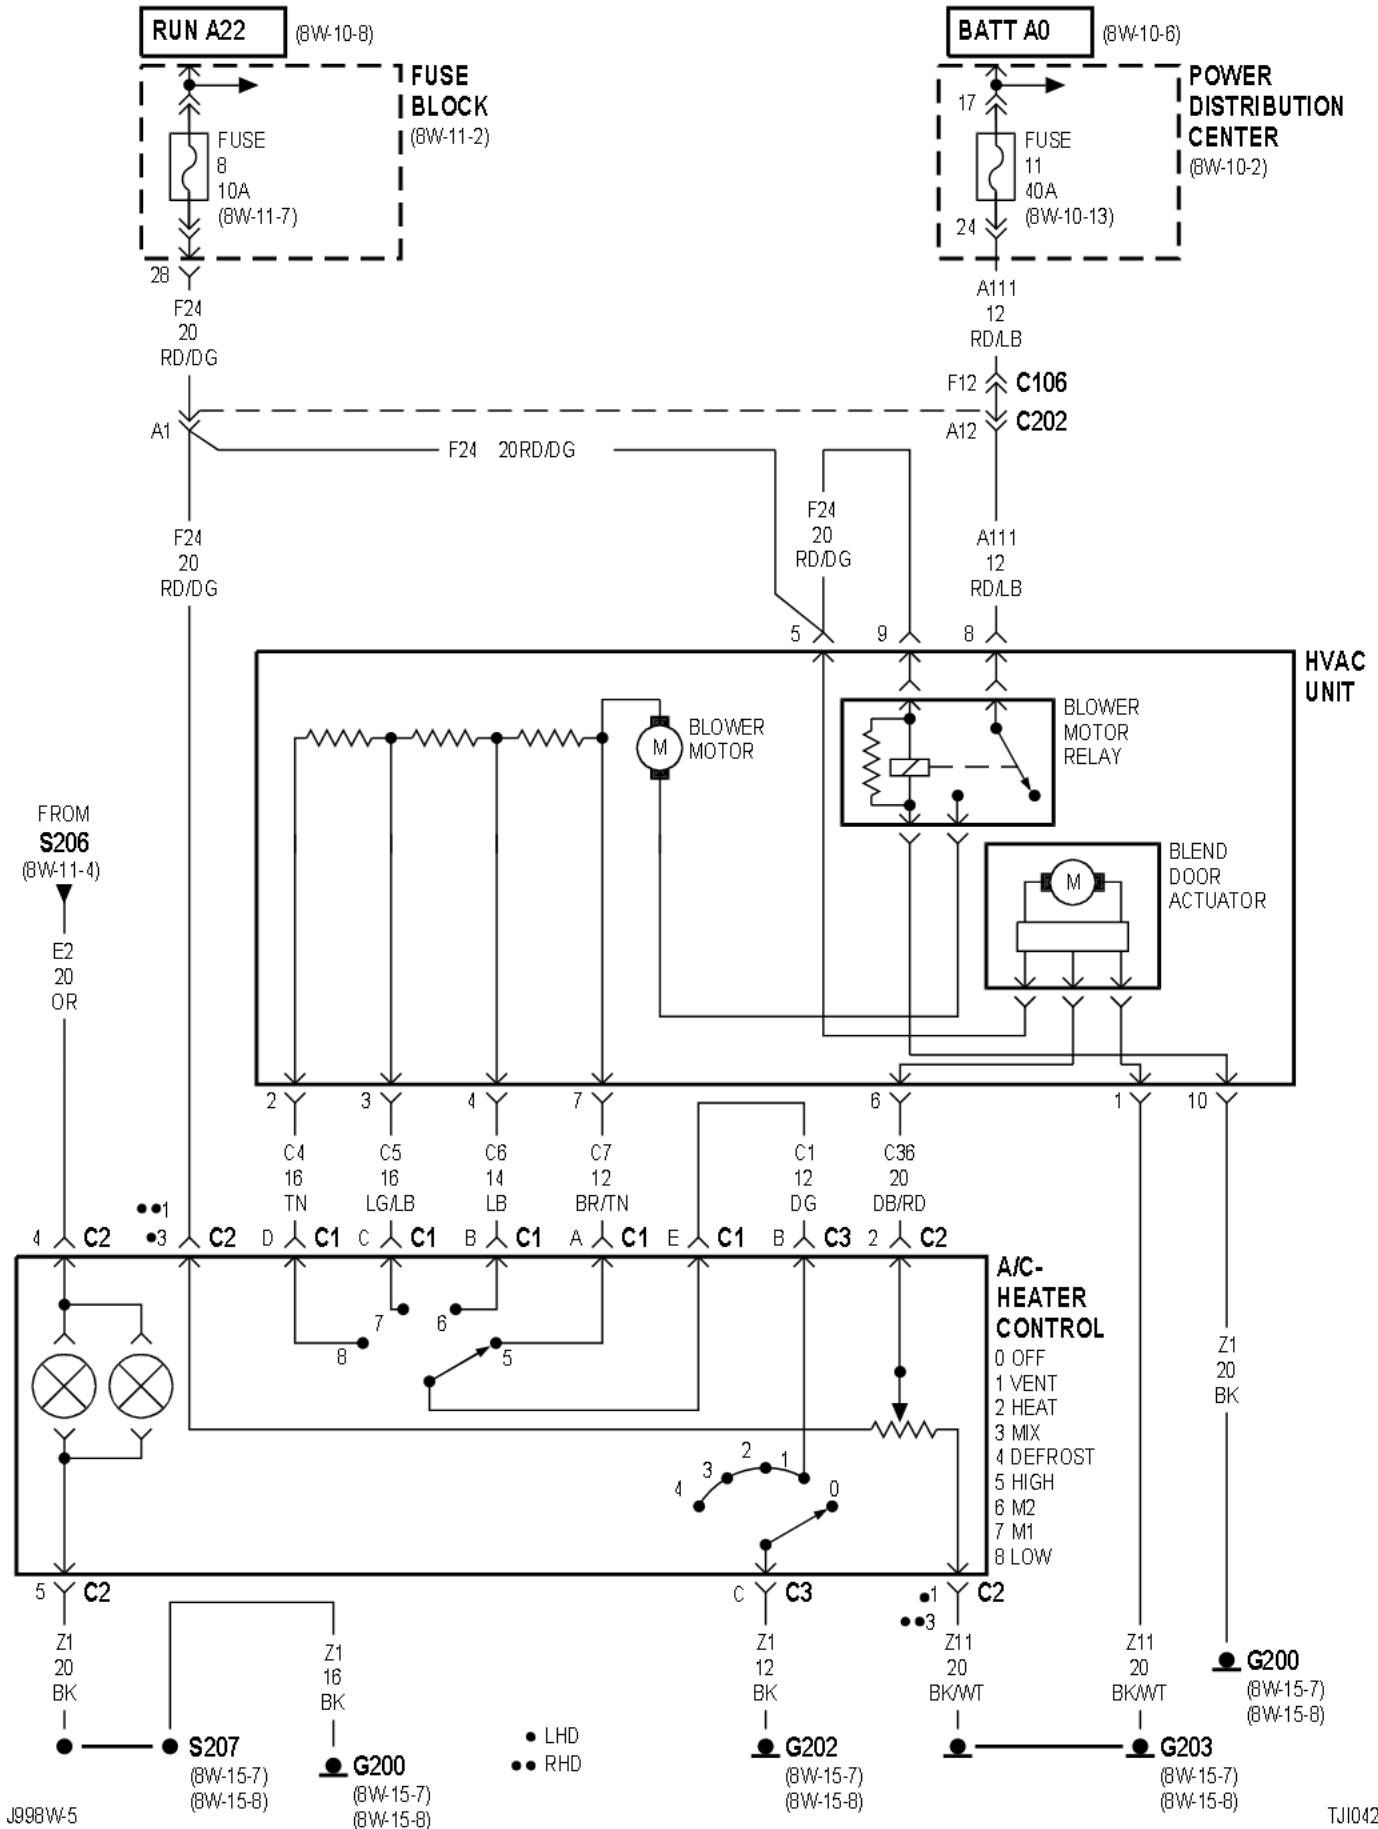 RUN A22 (8W-10-8)
BATT A0 (8W-10-6)
FUSE
BLOCK
(8W-11-2)
FUSE
8
10A
(8W-11-7)
28
F24
20
RD/DG
A1
POWER
DISTRIBUTION
CENTER
(8W-10-2)
17
FUSE
11
40A
(8W-10-13)
24
A111
12
RD/LB
F12 C106
A12 C202
F24 20RD/DG
F24
20
RD/DG
F24
20
RD/DG
A111
12
RD/LB
5 9 8
HVAC
UNIT
BLOWER
MOTOR
M
BLOWER
MOTOR
RELAY
BLEND
DOOR
ACTUATOR
M
FROM
S206
(8W-11-4)
E2
20
OR
2 3 4 7 6 1 10
C4
16
TN
C5
16
LG/LB
C6
14
LB
C7
12
BR/TN
C1
12
DG
C36
20
DB/RD
••1
•3
4 C2 C2 D C1 C C1 B C1 A C1 E C1 B C3 2 C2
A/C-
HEATER
CONTROL
0 OFF
1 VENT
2 HEAT
3 MIX
4 DEFROST
5 HIGH
6 M2
7 M1
8 LOW
7 6
8 5
4 3 2 1 0
Z1
20
BK
5 C2 C C3 •1 C2
••3
Z1
20
BK
Z1
16
BK
Z1
12
BK
Z11
20
BK/WT
Z11
20
BK/WT
G200
(8W-15-7)
(8W-15-8)
S207
(8W-15-7)
(8W-15-8)
G200
(8W-15-7)
(8W-15-8)
• LHD
•• RHD
G202
(8W-15-7)
(8W-15-8)
G203
(8W-15-7)
(8W-15-8)
J998W-5
TJI042